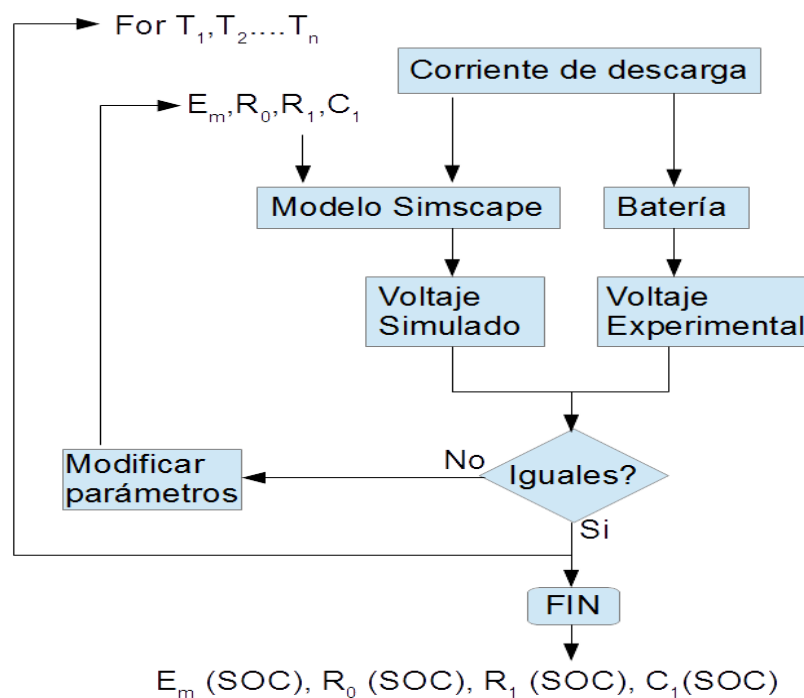 For T₁,T₂....Tₙ
Corriente de descarga
Eₘ,R₀,R₁,C₁
Modelo Simscape
Batería
Voltaje
Simulado
Voltaje
Experimental
Iguales?
No
Modificar
parámetros
Si
FIN
Eₘ (SOC), R₀ (SOC), R₁ (SOC), C₁(SOC)